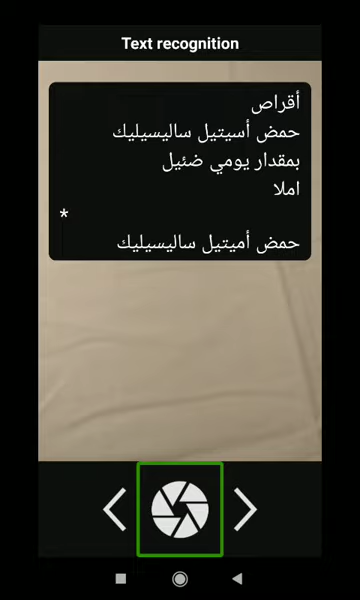 Text recognition
أقراص
حمض أسيتيل ساليسيليك
بمقدار يومي ضئيل
املا
*
حمض أميتيل ساليسيليك